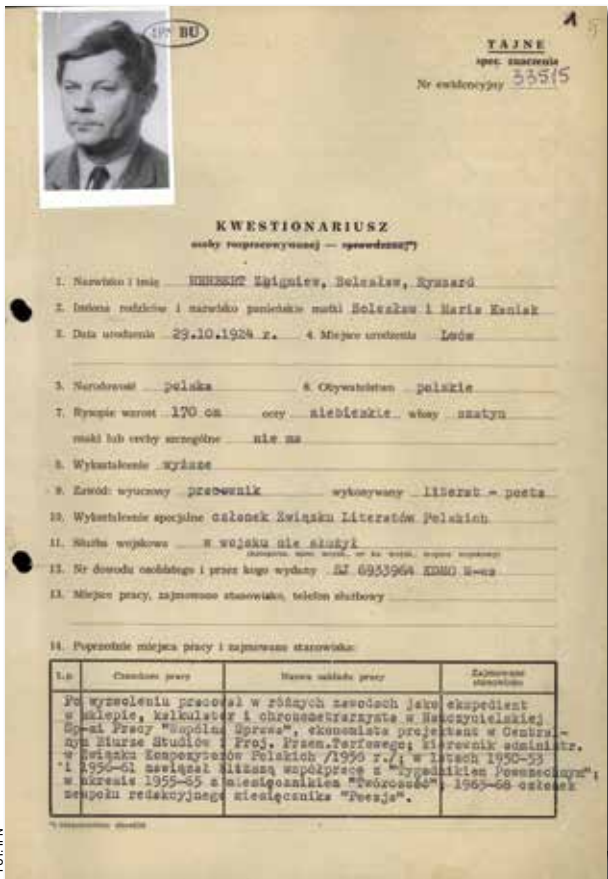 BU
1
TAJNE
spec. znaczenia
Nr ewidencyjny 33515
KWESTIONARIUSZ
osoby rozpracowywanej — sprawdzanej*)
1. Nazwisko i imię HERBERT Zbigniew, Bolesław, Ryszard
2. Imiona rodziców i nazwisko panieńskie matki Bolesław i Maria Kaniak
3. Data urodzenia 29.10.1924 r. 4. Miejsce urodzenia Lwów
5. Narodowość polska 6. Obywatelstwo polskie
7. Rysopis wzrost 170 cm oczy niebieskie włosy szatyn
znaki lub cechy szczególne nie ma
8. Wykształcenie wyższe
9. Zawód: wyuczony prawnik wykonywany literat - poeta
10. Wykształcenie specjalne członek Związku Literatów Polskich
11. Służba wojskowa w wojsku nie służył
12. Nr dowodu osobistego i przez kogo wydany 6933964
13. Miejsce pracy, zajmowane stanowisko, telefon służbowy
14. Poprzednie miejsca pracy i zajmowane stanowiska:
L.p. Czasokres pracy Nazwa zakładu pracy Zajmowane stanowisko
Po wyzwoleniu pracował w różnych zawodach jako ekspedient
w sklepie, kalkulator i chronometrarzysta w Nauczycielskiej
Sp-ni Pracy "Wspólna Sprawa", ekonomista projektant w Central-
nym Biurze Studiów i Proj. Przem.Torfowego; kierownik administr.
w Związku Kompozytorów Polskich /1956 r./; w latach 1950-53
i 1956-61 nawiązał bliższą współpracę z "Tygodnikiem Powszechnym";
w okresie 1955-65 z miesięcznikiem "Twórczość"; 1965-68 członek
zespołu redakcyjnego miesięcznika "Poezja".